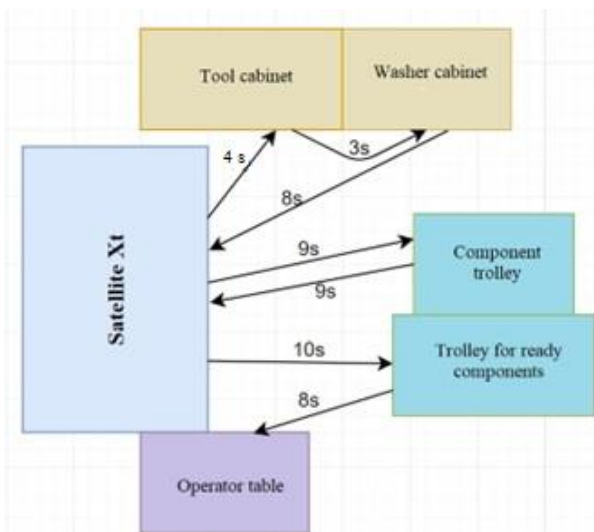 Tool cabinet
Washer cabinet
4 s
3s
8s
Satellite Xt
9s
9s
Component
trolley
10s
Trolley for ready
components
8s
Operator table